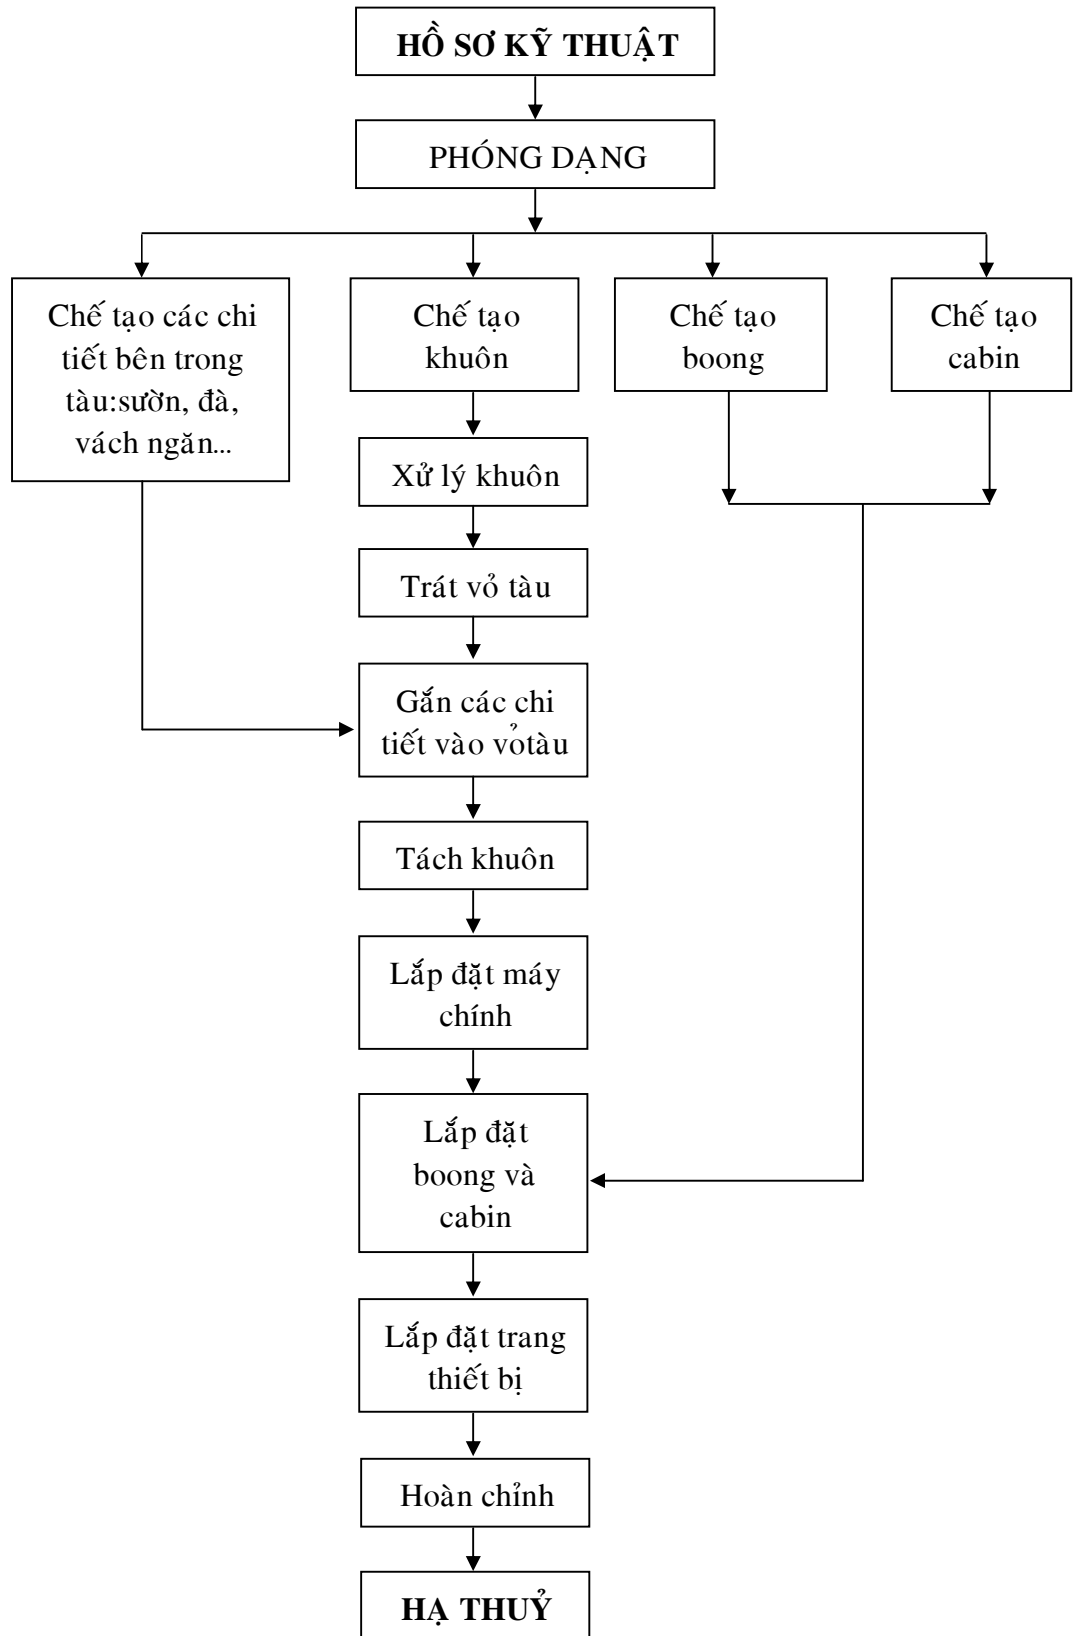 HỒ SƠ KỸ THUẬT
PHÓNG DẠNG
Chế tạo các chi
tiết bên trong
tàu:sườn, đà,
vách ngăn...
Chế tạo
khuôn
Chế tạo
boong
Chế tạo
cabin
Xử lý khuôn
Trát vỏ tàu
Gắn các chi
tiết vào vỏtàu
Tách khuôn
Lắp đặt máy
chính
Lắp đặt
boong và
cabin
Lắp đặt trang
thiết bị
Hoàn chỉnh
HẠ THUỶ